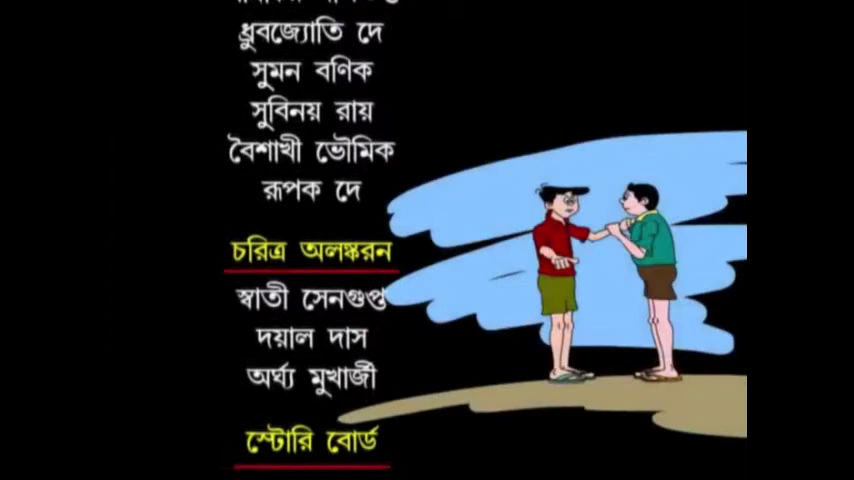 ধ্রুবজ্যোতি দে
সুমন বণিক
সুবিনয় রায়
বৈশাখী ভৌমিক
রূপক দে
চরিত্র অলঙ্করন
স্বাতী সেনগুপ্ত
দয়াল দাস
অর্ঘ্য মুখার্জী
স্টোরি বোর্ড